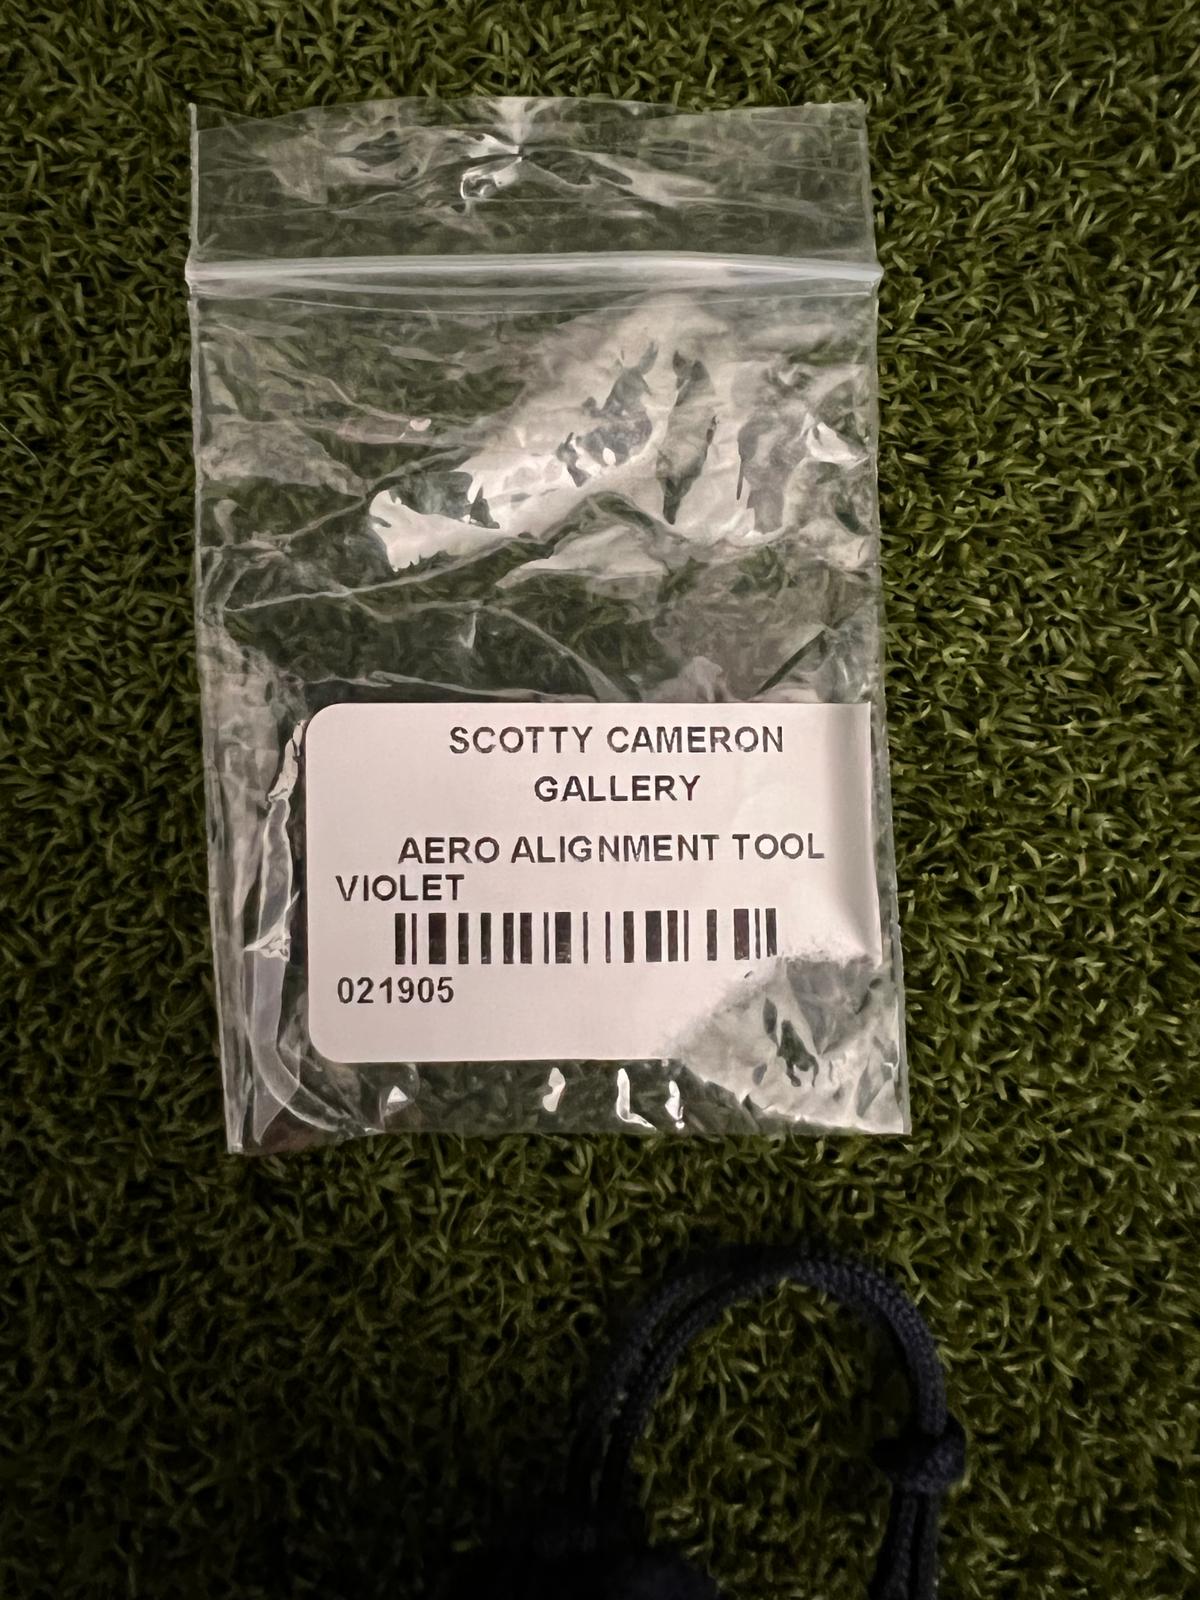 SCOTTY CAMERON
GALLERY
AERO ALIGNMENT TOOL
VIOLET
021905